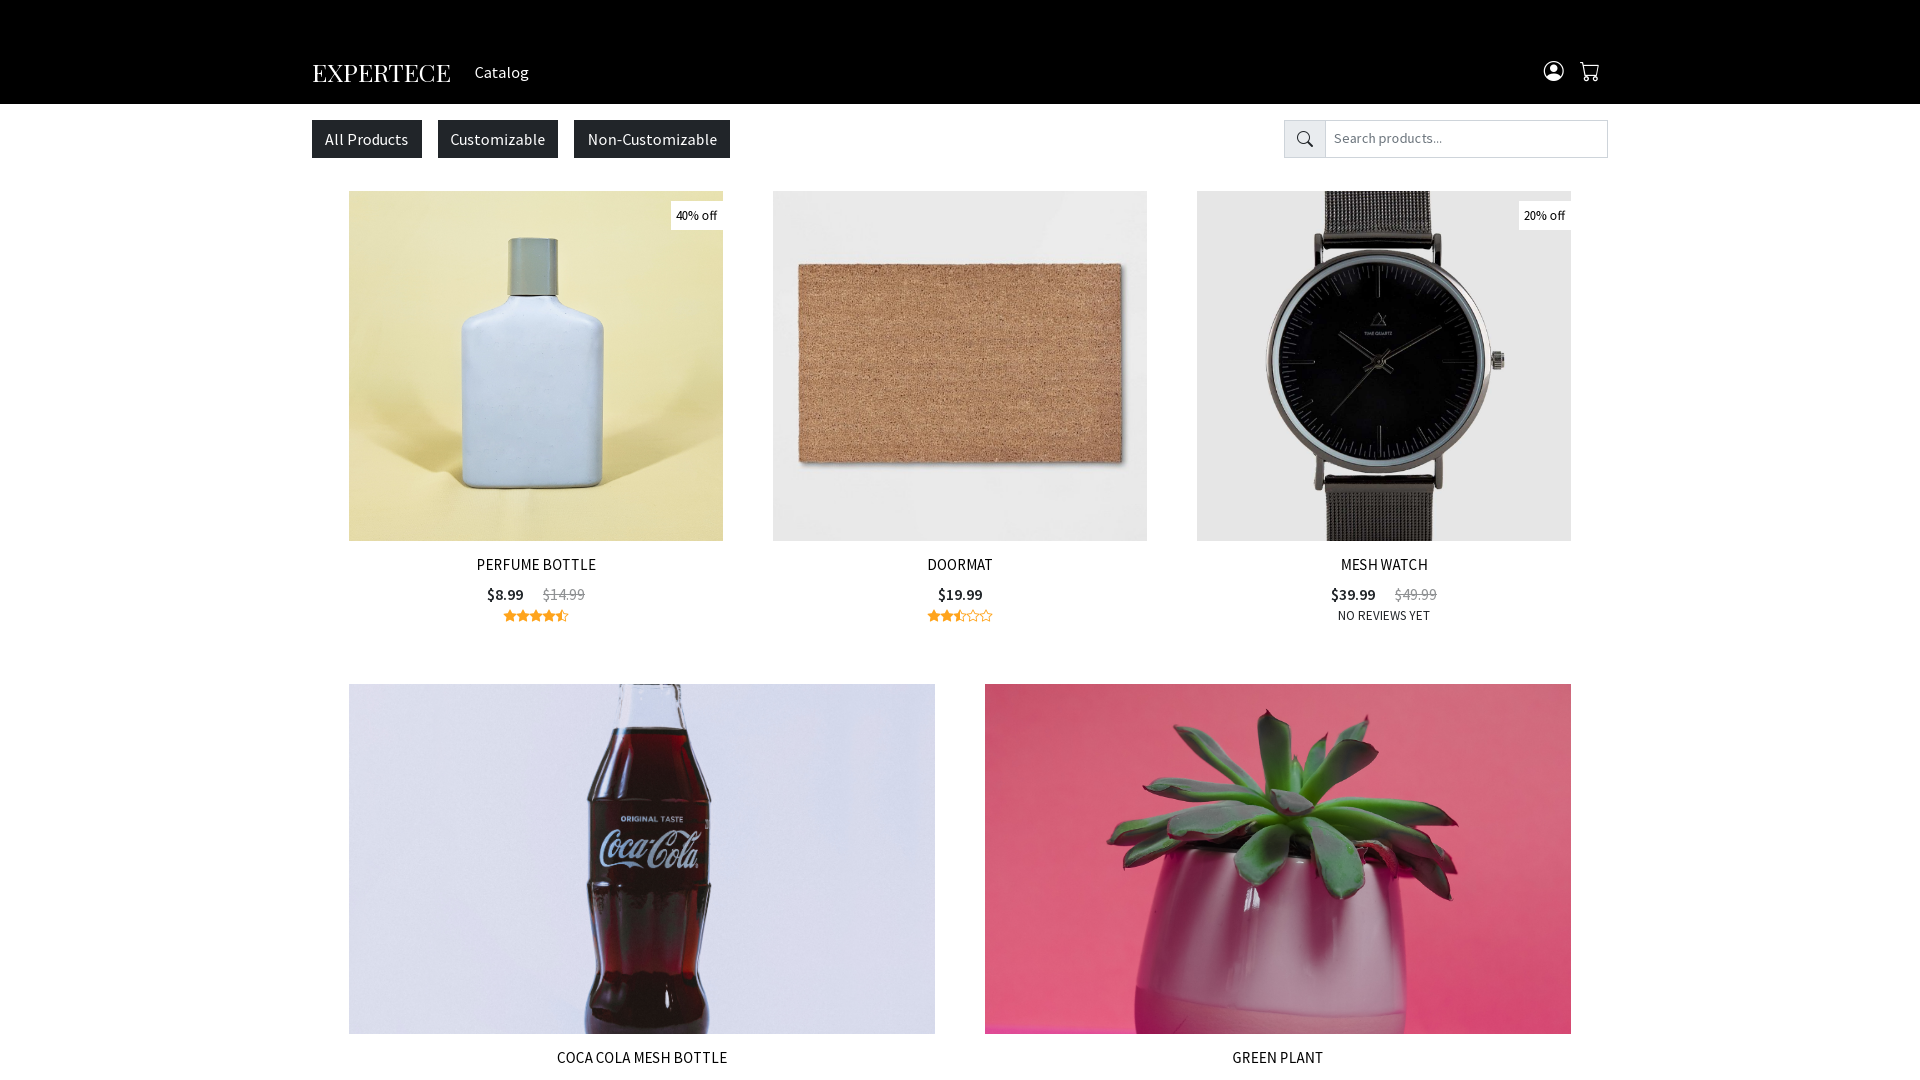 EXPERTECE
Catalog
All Products
Customizable
Non-Customizable
Search products...
40% off
20% off
TIME QUARTZ
PERFUME BOTTLE
DOORMAT
MESH WATCH
$8.99 $14.99
$19.99
$39.99 $49.99
NO REVIEWS YET
ORIGINAL TASTE
Coca-Cola
COCA COLA MESH BOTTLE
GREEN PLANT